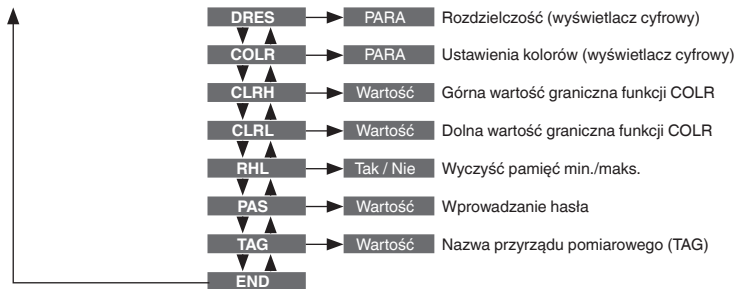 DRES PARA Rozdzielczość (wyświetlacz cyfrowy)
COLR PARA Ustawienia kolorów (wyświetlacz cyfrowy)
CLRH Wartość Górna wartość graniczna funkcji COLR
CLRL Wartość Dolna wartość graniczna funkcji COLR
RHL Tak / Nie Wyczyść pamięć min./maks.
PAS Wartość Wprowadzanie hasła
TAG Wartość Nazwa przyrządu pomiarowego (TAG)
END